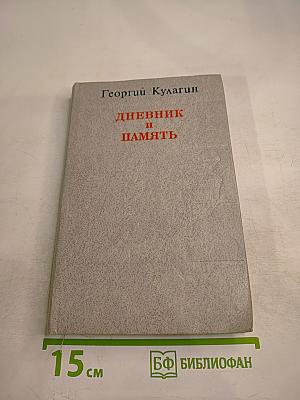 Георгий Кулагин
ДНЕВНИК
и
ПАМЯТЬ
15 см
БФ БИБЛИОФАН